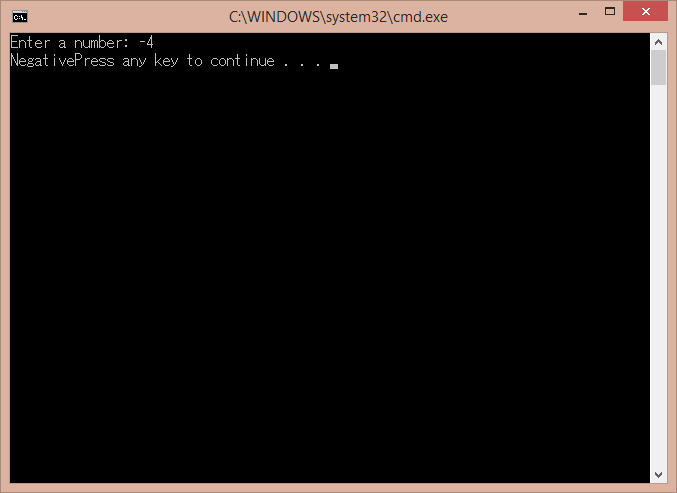 C:\WINDOWS\system32\cmd.exe
Enter a number: -4
NegativePress any key to continue . . .